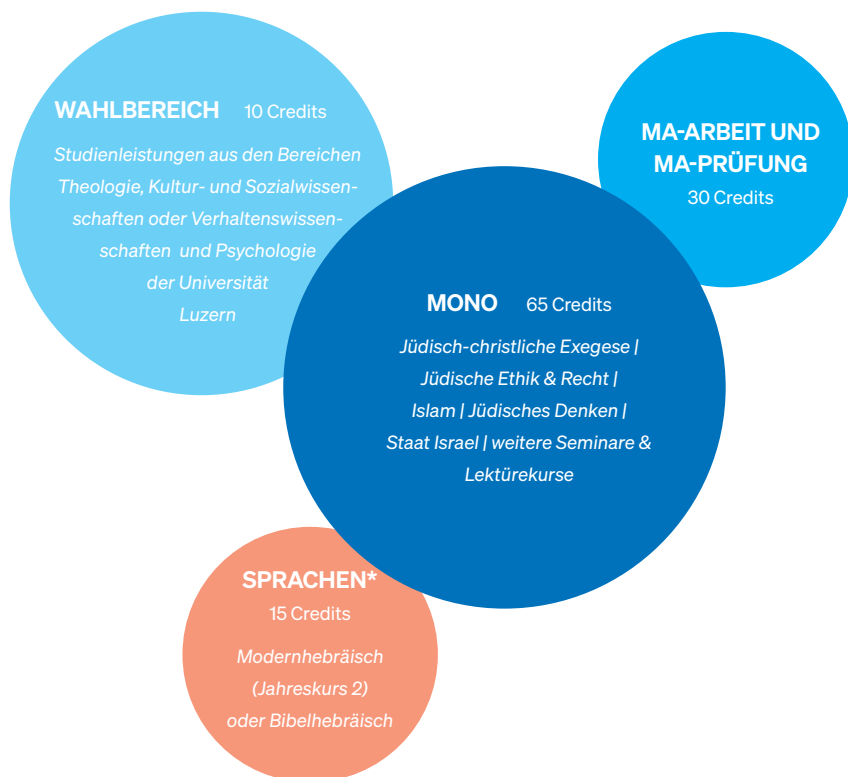 WAHLBEREICH 10 Credits
Studienleistungen aus den Bereichen
Theologie, Kultur- und Sozialwissen-
schaften oder Verhaltenswissen-
schaften und Psychologie
der Universität
Luzern
MA-ARBEIT UND
MA-PRÜFUNG
30 Credits
MONO 65 Credits
Jüdisch-christliche Exegese |
Jüdische Ethik & Recht |
Islam | Jüdisches Denken |
Staat Israel | weitere Seminare &
Lektürekurse
SPRACHEN*
15 Credits
Modernhebräisch
(Jahreskurs 2)
oder Bibelhebräisch